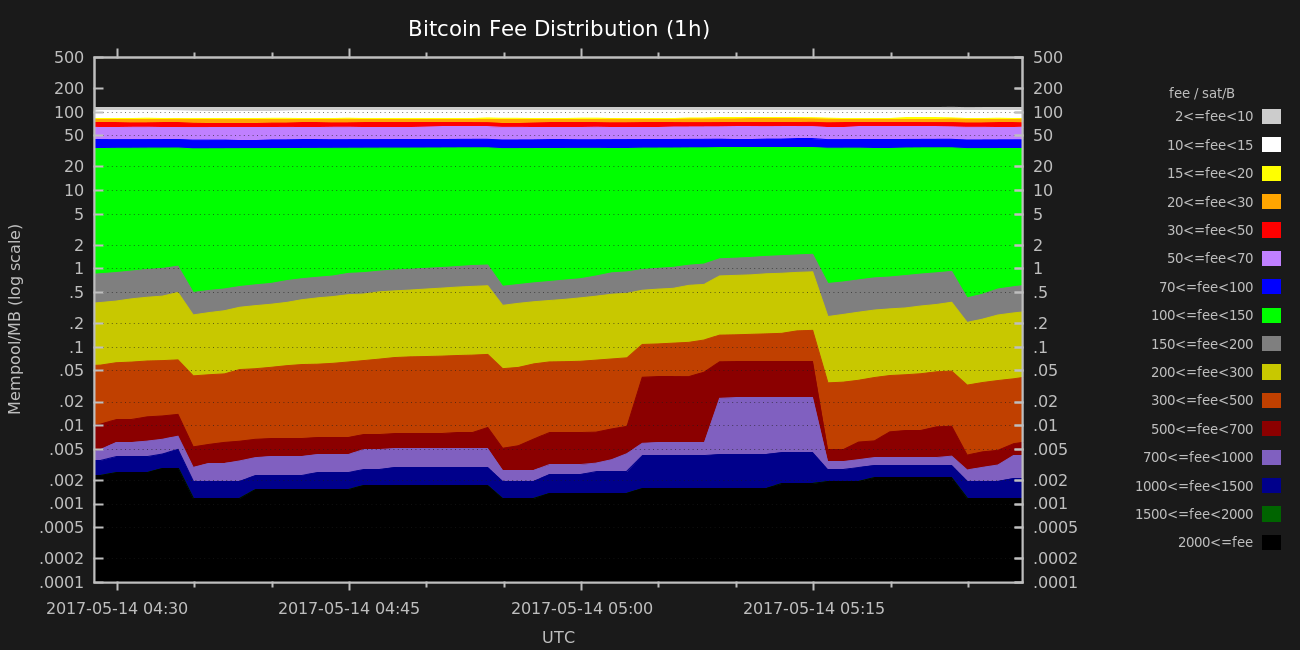 Bitcoin Fee Distribution (1h)
Mempool/MB (log scale)
500
200
100
50
20
10
5
2
1
.5
.2
.1
.05
.02
.01
.005
.002
.001
.0005
.0002
.0001
500
200
100
50
20
10
5
2
1
.5
.2
.1
.05
.02
.01
.005
.002
.001
.0005
.0002
.0001
2017-05-14 04:30
2017-05-14 04:45
2017-05-14 05:00
2017-05-14 05:15
UTC
fee / sat/B
2<=fee<10
10<=fee<15
15<=fee<20
20<=fee<30
30<=fee<50
50<=fee<70
70<=fee<100
100<=fee<150
150<=fee<200
200<=fee<300
300<=fee<500
500<=fee<700
700<=fee<1000
1000<=fee<1500
1500<=fee<2000
2000<=fee